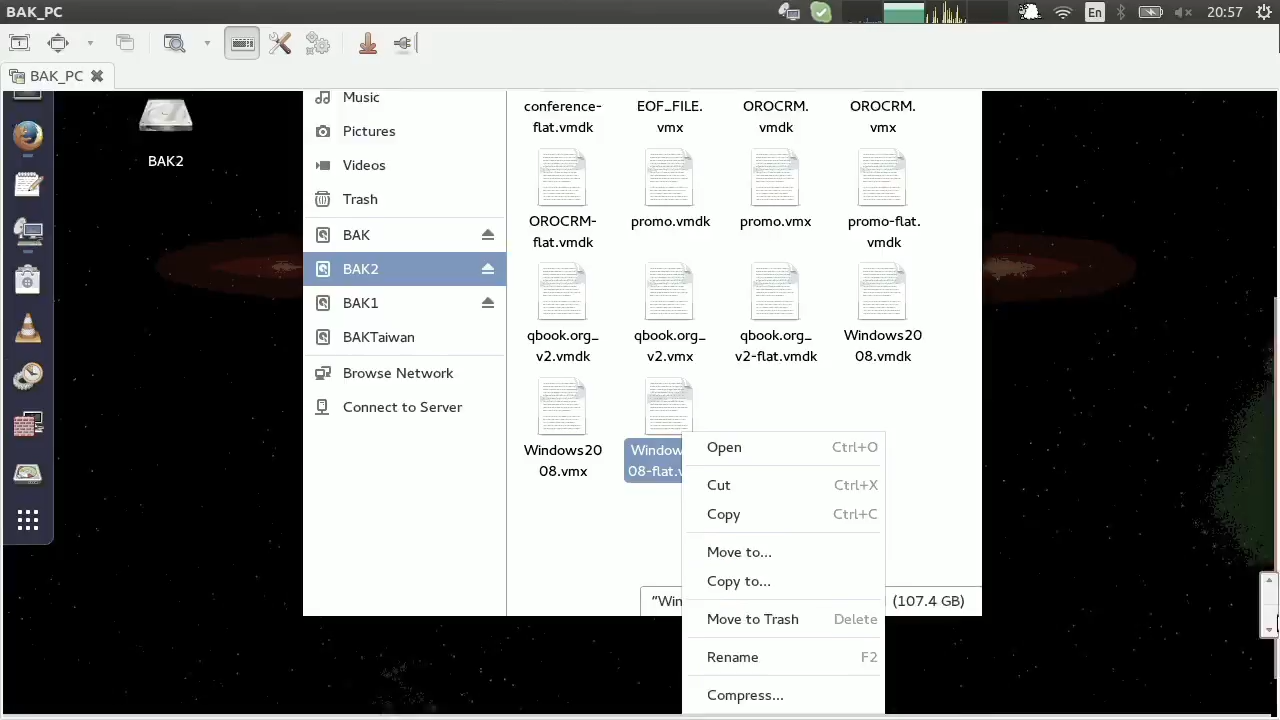 BAK_PC
En
20:57
BAK_PC
BAK2
Music
Pictures
Videos
Trash
BAK
BAK2
BAK1
BAKTaiwan
Browse Network
Connect to Server
conference-
flat.vmdk
EOF_FILE.
vmx
OROCRM.
vmdk
OROCRM.
vmx
OROCRM-
flat.vmdk
promo.vmdk
promo.vmx
promo-flat.
vmdk
qbook.org_
v2.vmdk
qbook.org_
v2.vmx
qbook.org_
v2-flat.vmdk
Windows20
08.vmdk
Windows20
08.vmx
Window
08-flat.v
Open Ctrl+O
Cut Ctrl+X
Copy Ctrl+C
Move to...
Copy to...
Move to Trash Delete
Rename F2
Compress...
"Win
(107.4 GB)